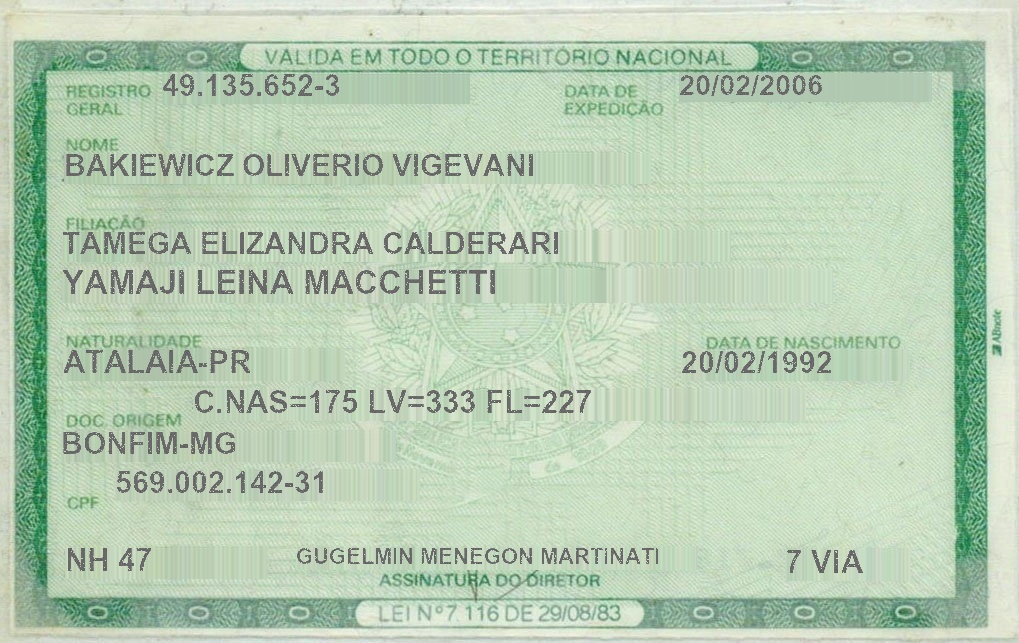 VÁLIDA EM TODO O TERRITÓRIO NACIONAL
REGISTRO GERAL 49.135.652-3 DATA DE EXPEDIÇÃO 20/02/2006
NOME
BAKIEWICZ OLIVERIO VIGEVANI
FILIAÇÃO
TAMEGA ELIZANDRA CALDERARI
YAMAJI LEINA MACCHETTI
NATURALIDADE DATA DE NASCIMENTO
ATALAIA-PR 20/02/1992
C.NAS=175 LV=333 FL=227
DOC. ORIGEM
BONFIM-MG
569.002.142-31
CPF
NH 47 GUGELMIN MENEGON MARTINATI 7 VIA
ASSINATURA DO DIRETOR
LEI Nº 7.116 DE 29/08/83
ABnote